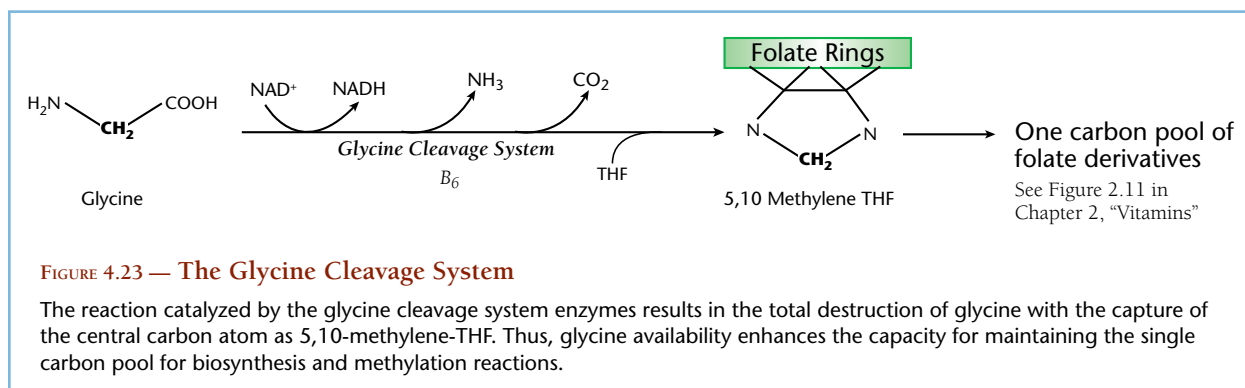 Folate Rings
NAD⁺
NADH
NH₃
CO₂
H₂N
COOH
CH₂
N
N
CH₂
Glycine Cleavage System
B₆
THF
Glycine
5,10 Methylene THF
One carbon pool of
folate derivatives
See Figure 2.11 in
Chapter 2, “Vitamins”
Figure 4.23 — The Glycine Cleavage System
The reaction catalyzed by the glycine cleavage system enzymes results in the total destruction of glycine with the capture of
the central carbon atom as 5,10-methylene-THF. Thus, glycine availability enhances the capacity for maintaining the single
carbon pool for biosynthesis and methylation reactions.